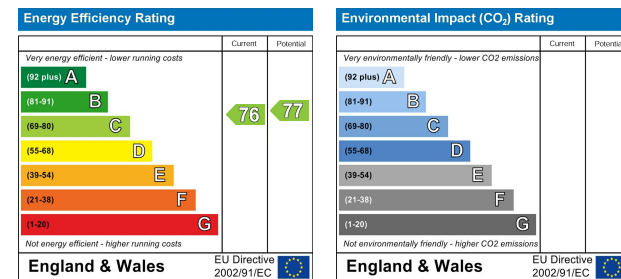 Energy Efficiency Rating
Current Potential
Very energy efficient - lower running costs
(92 plus) A
(81-91) B
(69-80) C
(55-68) D
(39-54) E
(21-38) F
(1-20) G
76 77
Not energy efficient - higher running costs
England & Wales
EU Directive
2002/91/EC
Environmental Impact (CO₂) Rating
Current Potential
Very environmentally friendly - lower CO2 emissions
(92 plus) A
(81-91) B
(69-80) C
(55-68) D
(39-54) E
(21-38) F
(1-20) G
Not environmentally friendly - higher CO2 emissions
England & Wales
EU Directive
2002/91/EC